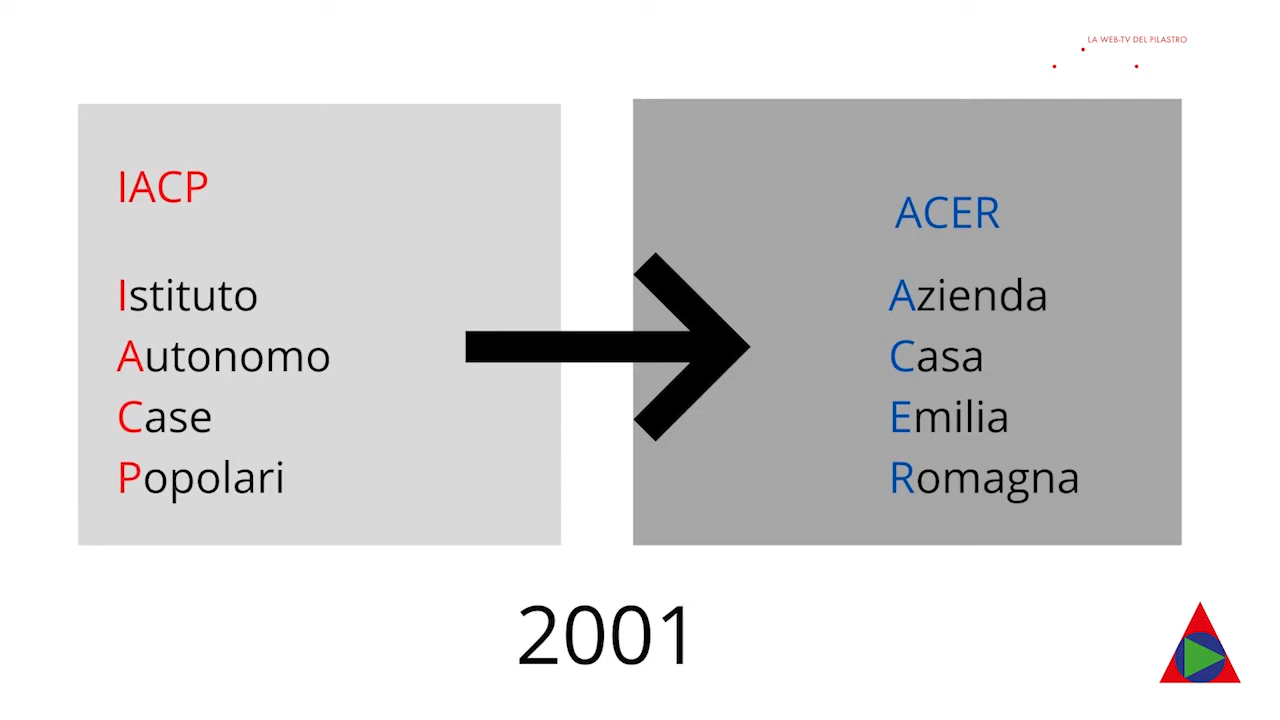 LA WEB-TV DEL PILASTRO
IACP
Istituto
Autonomo
Case
Popolari
ACER
Azienda
Casa
Emilia
Romagna
2001